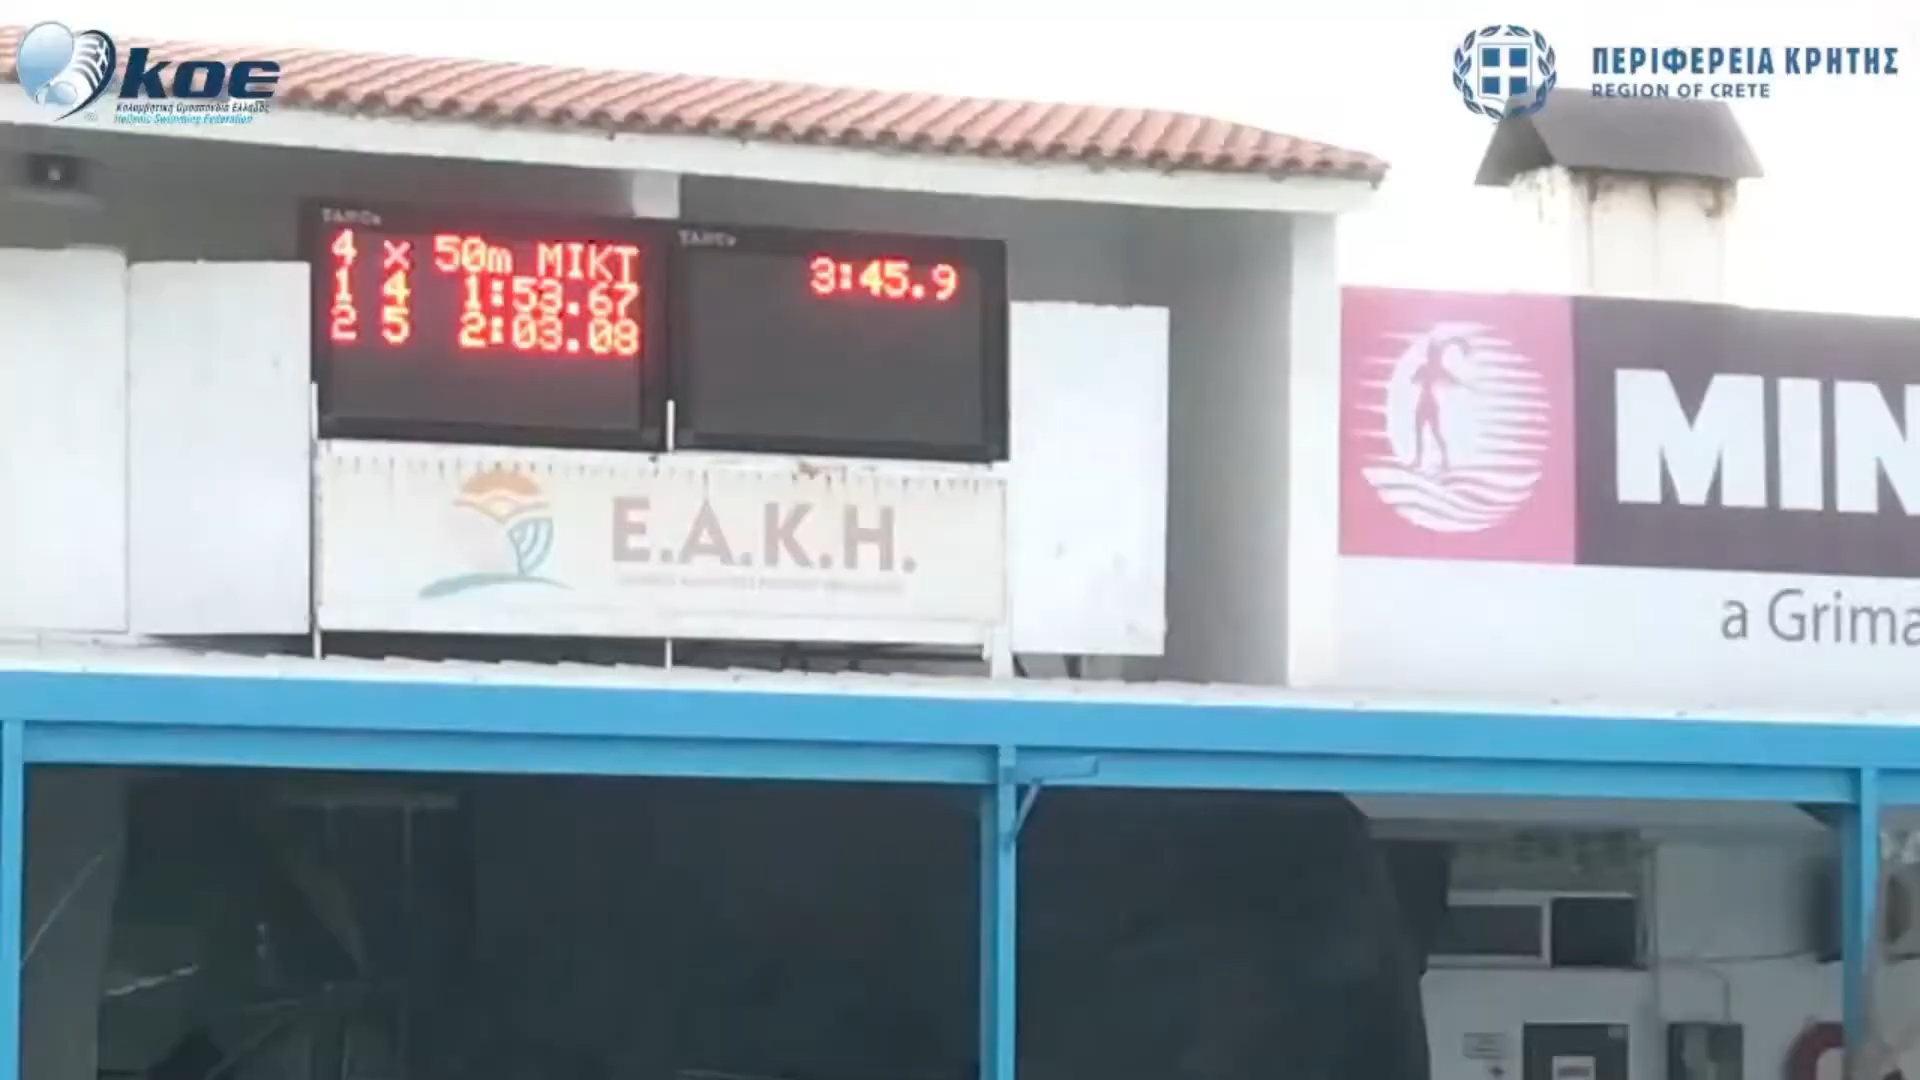 κοε
Κολυμβητική Ομοσπονδία Ελλάδος
Hellenic Swimming Federation
ΠΕΡΙΦΕΡΕΙΑ ΚΡΗΤΗΣ
REGION OF CRETE
4 x 50m ΜΙΚΤ
1 4 1:53.67
2 5 2:03.08
3:45.9
Ε.Α.Κ.Η.
MIN
a Grima